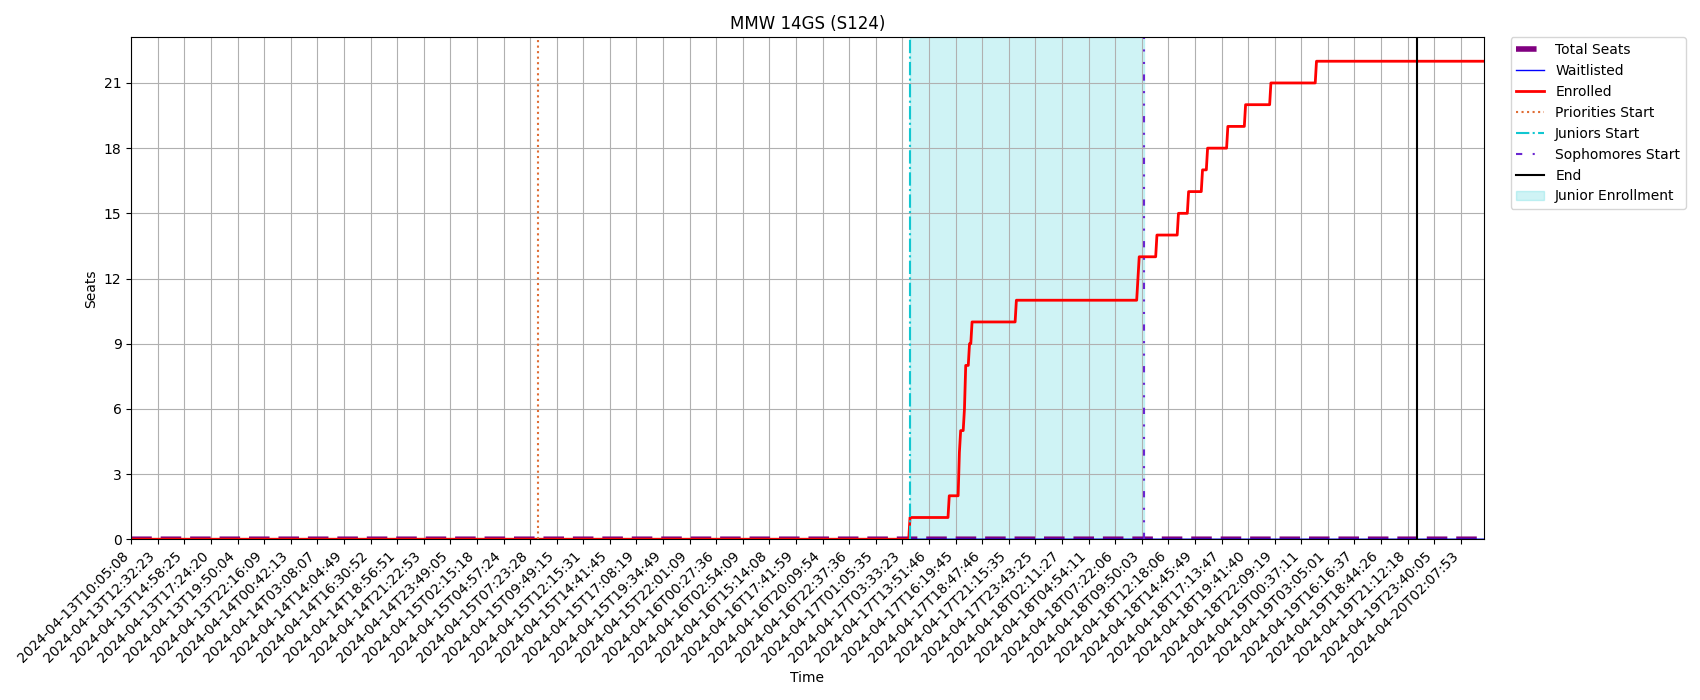 MMW 14GS (S124)
Seats
21
18
15
12
9
6
3
0
2024-04-13T10:05:08
2024-04-13T12:32:23
2024-04-13T14:58:25
2024-04-13T17:24:20
2024-04-13T19:50:04
2024-04-13T22:16:09
2024-04-14T00:42:13
2024-04-14T03:08:07
2024-04-14T14:04:49
2024-04-14T16:30:52
2024-04-14T18:56:51
2024-04-14T21:22:53
2024-04-14T23:49:05
2024-04-15T02:15:18
2024-04-15T04:57:24
2024-04-15T07:23:28
2024-04-15T09:49:15
2024-04-15T12:15:31
2024-04-15T14:41:45
2024-04-15T17:08:19
2024-04-15T19:34:49
2024-04-15T22:01:09
2024-04-16T00:27:36
2024-04-16T02:54:09
2024-04-16T15:14:08
2024-04-16T17:41:59
2024-04-16T20:09:54
2024-04-16T22:37:36
2024-04-17T01:05:35
2024-04-17T03:33:23
2024-04-17T13:51:46
2024-04-17T16:19:45
2024-04-17T18:47:46
2024-04-17T21:15:35
2024-04-17T23:43:25
2024-04-18T02:11:27
2024-04-18T04:54:11
2024-04-18T07:22:06
2024-04-18T09:50:03
2024-04-18T12:18:06
2024-04-18T14:45:49
2024-04-18T17:13:47
2024-04-18T19:41:40
2024-04-18T22:09:19
2024-04-19T00:37:11
2024-04-19T03:05:01
2024-04-19T16:16:37
2024-04-19T18:44:26
2024-04-19T21:12:18
2024-04-19T23:40:05
2024-04-20T02:07:53
Time
Total Seats
Waitlisted
Enrolled
Priorities Start
Juniors Start
Sophomores Start
End
Junior Enrollment